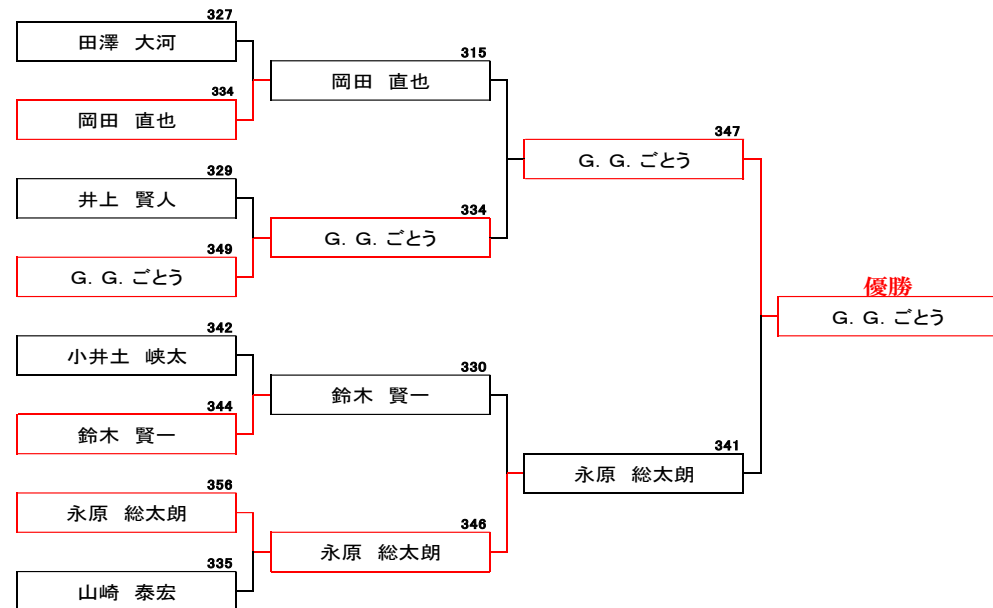 327
田澤 大河
334
岡田 直也
329
井上 賢人
349
G. G. ごとう
342
小井土 峡太
344
鈴木 賢一
356
永原 総太朗
335
山崎 泰宏
315
岡田 直也
334
G. G. ごとう
330
鈴木 賢一
346
永原 総太朗
347
G. G. ごとう
341
永原 総太朗
優勝
G. G. ごとう